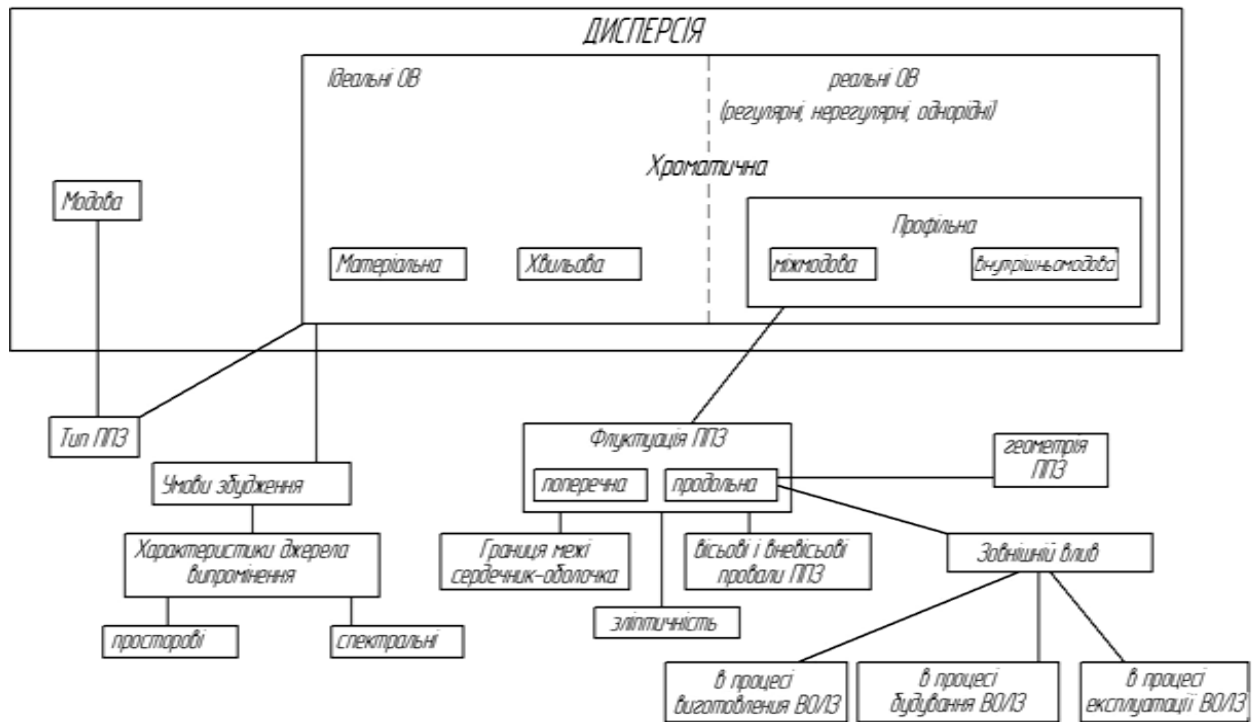 ДИСПЕРСІЯ
Ідеальні ОВ
реальні ОВ
(регулярні, нерегулярні, однорідні)
Хроматична
Модова
Профільна
Матеріальна
Хвильова
міжмодова
внутрішньомодова
Тип ППЗ
Флуктуація ППЗ
геометрія
ППЗ
Умови збудження
поперечна
продольна
Характеристики джерела
випромінення
Границя межі
сердечник-оболочка
вісьові і вневісьові
провали ППЗ
Зовнішній влив
просторові
спектральні
эліптичність
в процесі
виготовлення ВОЛЗ
в процесі
будування ВОЛЗ
в процесі
експлуатації ВОЛЗ